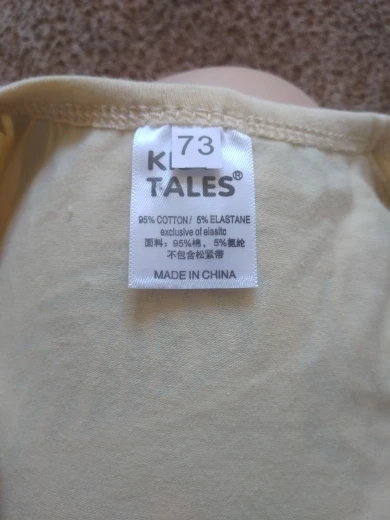 73
TALES®
95% COTTON/ 5% ELASTANE
exclusive of elasitc
面料：95%棉，5%氨纶
不包含松紧带
MADE IN CHINA